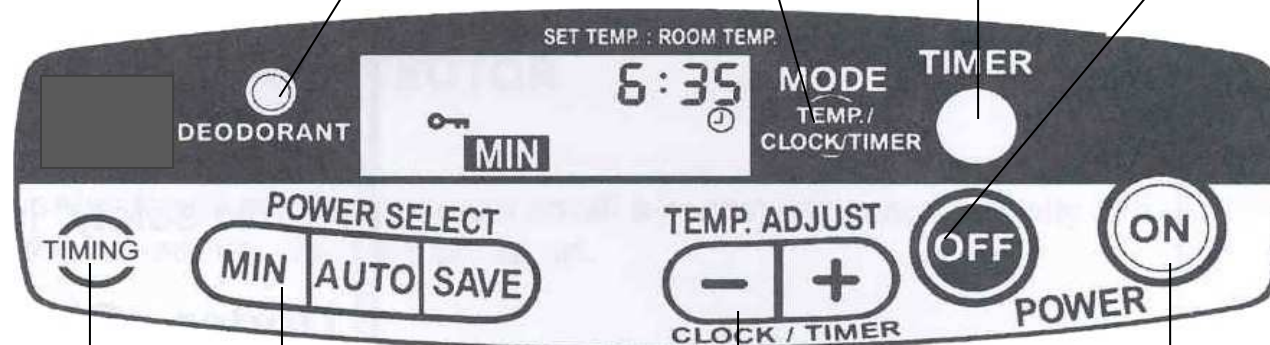 SET TEMP. : ROOM TEMP.
DEODORANT
6:35
MIN
MODE
TEMP./
CLOCK/TIMER
TIMER
TIMING
POWER SELECT
MIN AUTO SAVE
TEMP. ADJUST
− +
CLOCK / TIMER
OFF
ON
POWER